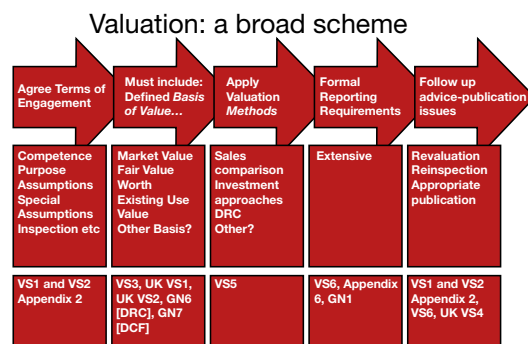 Valuation: a broad scheme
Agree Terms of
Engagement
Must include:
Defined Basis
of Value…
Apply
Valuation
Methods
Formal
Reporting
Requirements
Follow up
advice-publication
issues
Competence
Purpose
Assumptions
Special
Assumptions
Inspection etc
Market Value
Fair Value
Worth
Existing Use
Value
Other Basis?
Sales
comparison
Investment
approaches
DRC
Other?
Extensive
Revaluation
Reinspection
Appropriate
publication
VS1 and VS2
Appendix 2
VS3, UK VS1,
UK VS2, GN6
[DRC], GN7
[DCF]
VS5
VS6, Appendix
6, GN1
VS1 and VS2
Appendix 2,
VS6, UK VS4